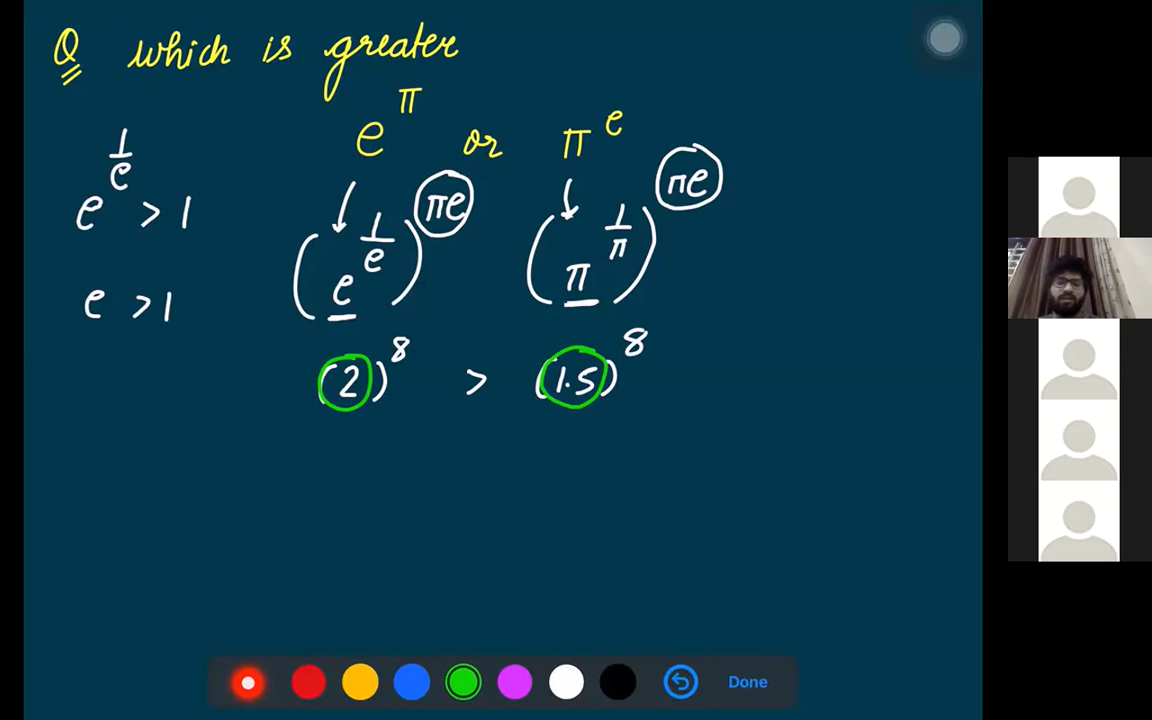 Q which is greater
e^π or π^e
e^(1/e) > 1
(e^(1/e))^(πe) (π^(1/π))^(πe)
e > 1
(2)^8 > (1.5)^8
Done